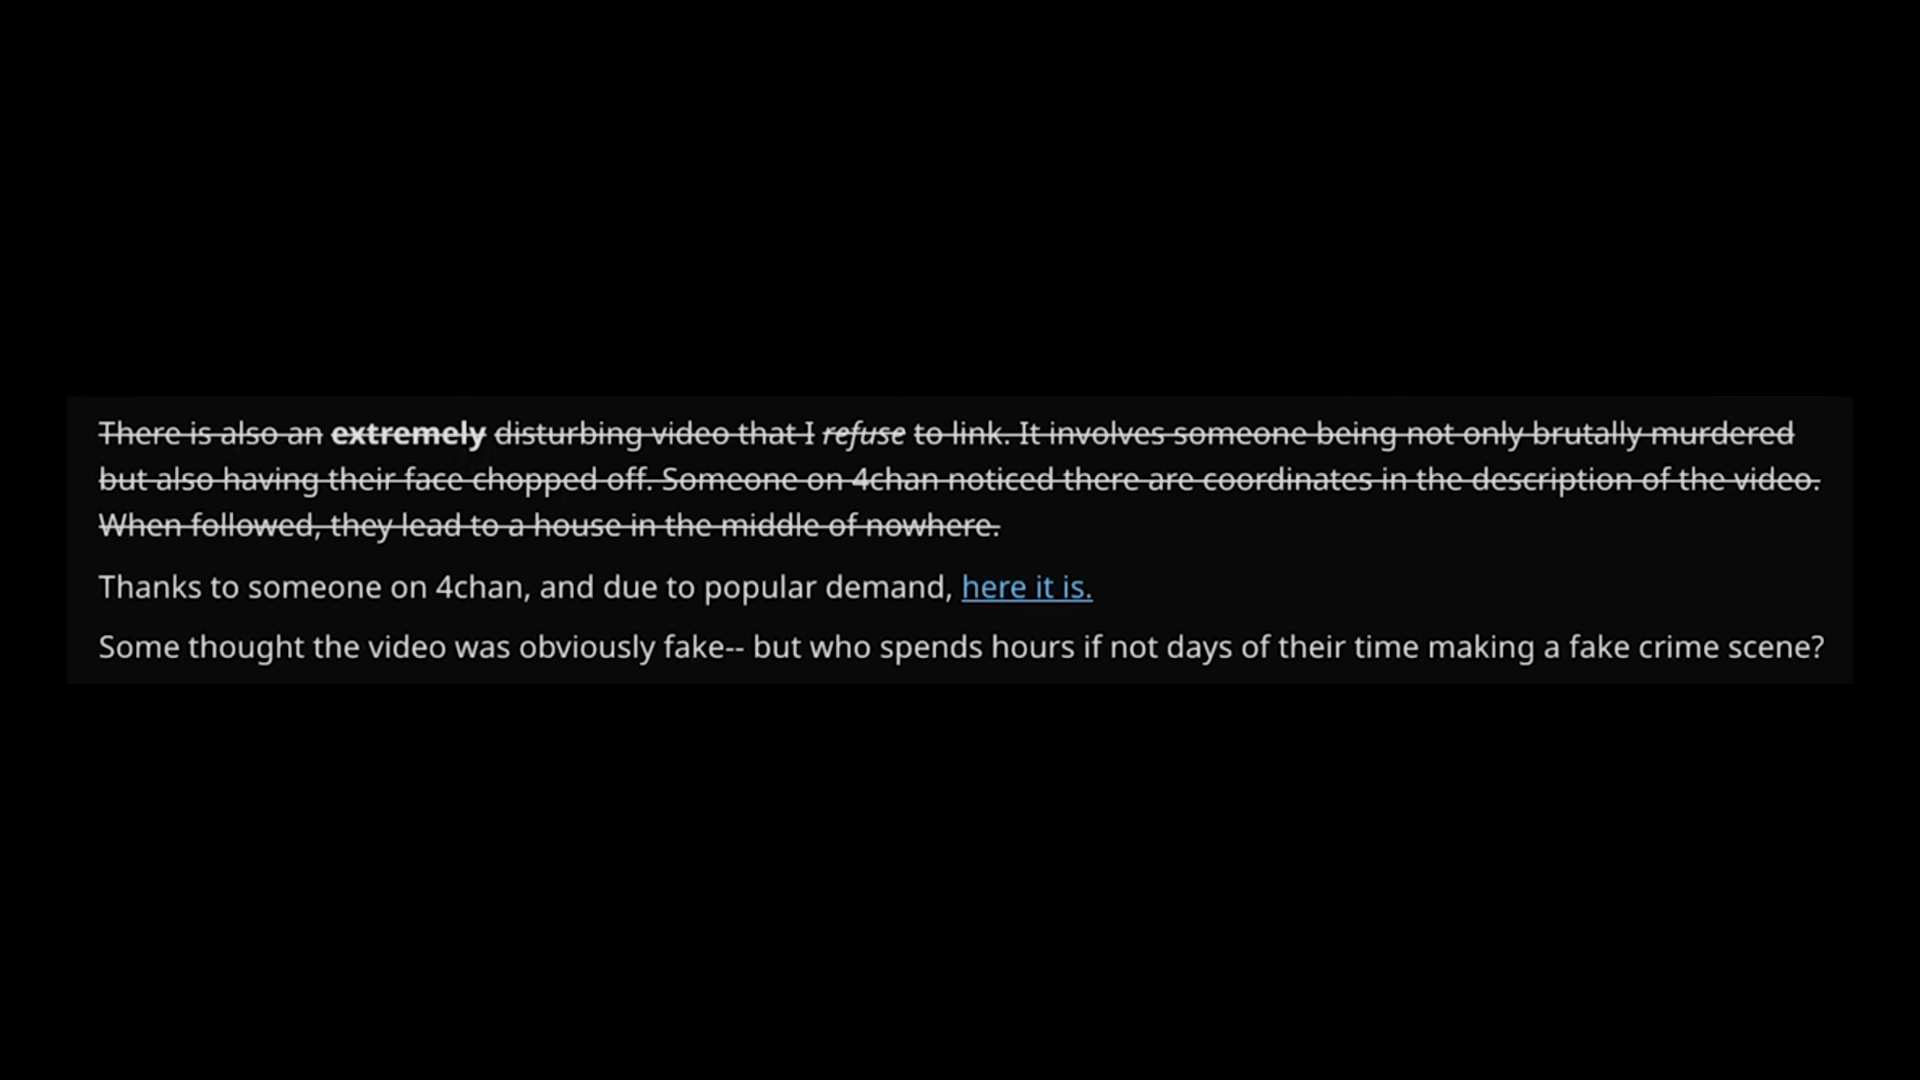 There is also an extremely disturbing video that I refuse to link. It involves someone being not only brutally murdered
but also having their face chopped off. Someone on 4chan noticed there are coordinates in the description of the video.
When followed, they lead to a house in the middle of nowhere.
Thanks to someone on 4chan, and due to popular demand, here it is.
Some thought the video was obviously fake-- but who spends hours if not days of their time making a fake crime scene?